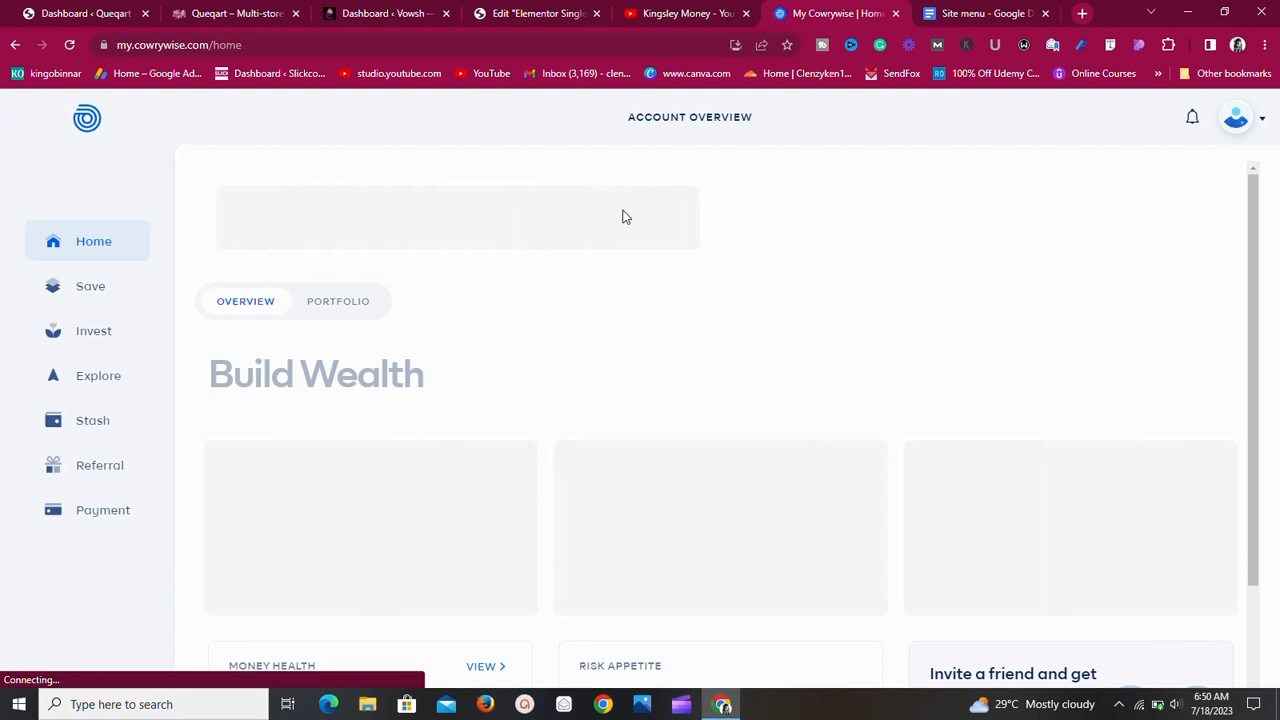 Dashboard ‹ Queqart
Queqart – Multi-store
Dashboard ‹ Vowsh —
Edit "Elementor Single
Kingsley Money - You
My Cowrywise | Home
Site menu - Google D
my.cowrywise.com/home
kingobinnar
Home – Google Ad...
Dashboard ‹ Slickco...
studio.youtube.com
YouTube
Inbox (3,169) - clen...
www.canva.com
Home | Clenzyken1...
SendFox
100% Off Udemy C...
Online Courses
»
Other bookmarks
ACCOUNT OVERVIEW
Home
Save
Invest
Explore
Stash
Referral
Payment
OVERVIEW
PORTFOLIO
Build Wealth
MONEY HEALTH
VIEW >
RISK APPETITE
Invite a friend and get
Connecting...
Type here to search
29°C Mostly cloudy
6:50 AM
7/18/2023